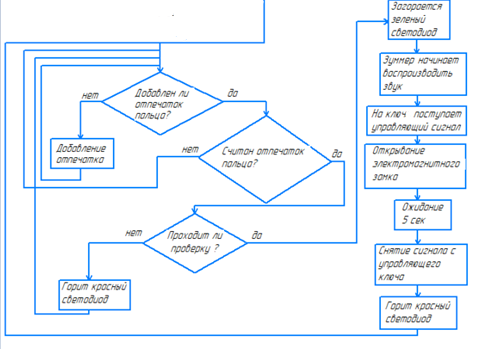 Добавлен ли
отпечаток
пальца?
нет
да
Добавление
отпечатка
Считан отпечаток
пальца?
нет
да
Проходит ли
проверку ?
нет
да
Горит красный
светодиод
Загорается
зеленый
светодиод
Зуммер начинает
воспроизводить
звук
На ключ поступает
управляющий сигнал
Открывание
электромагнитного
замка
Ожидание
5 сек
Снятие сигнала с
управляющего
ключа
Горит красный
светодиод